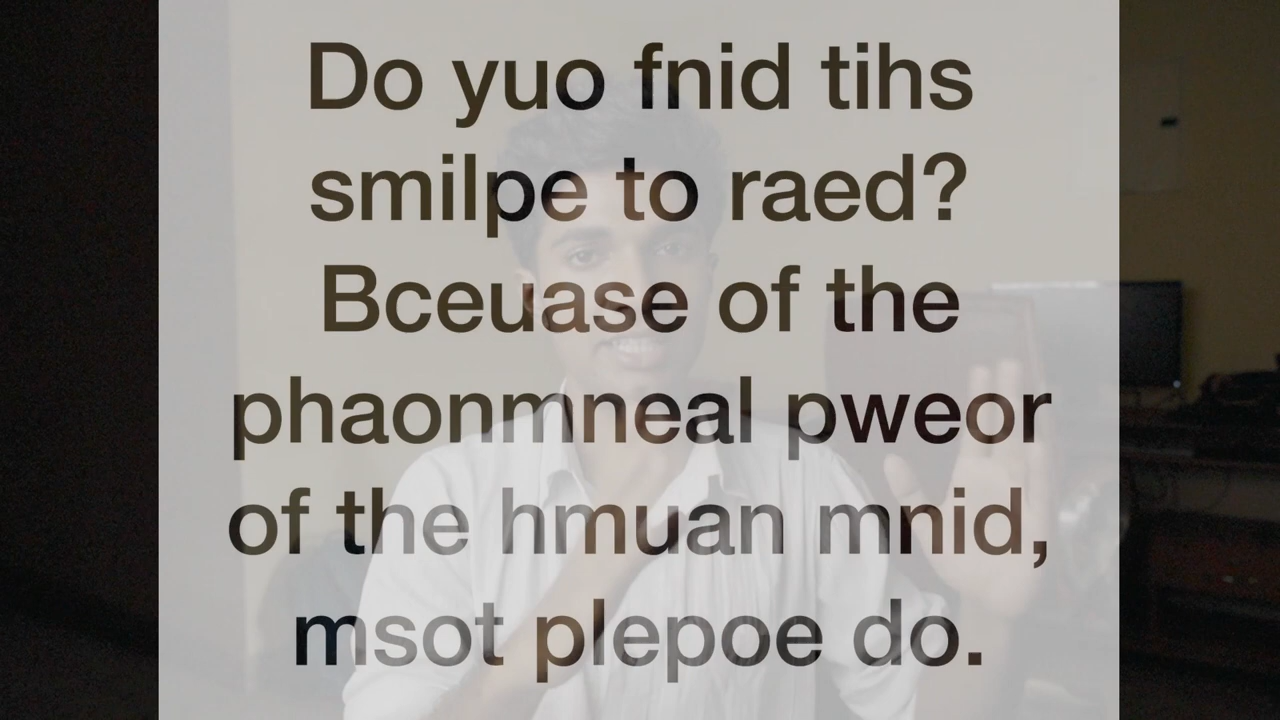 Do yuo fnid tihs
smilpe to raed?
Bceuase of the
phaonmneal pweor
of the hmuan mnid,
msot plepoe do.